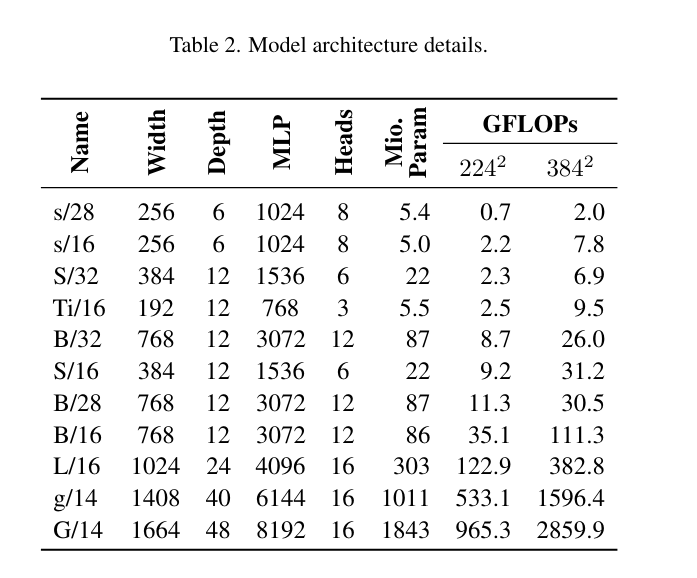 Table 2. Model architecture details.
Name Width Depth MLP Heads Mio. Param GFLOPs
224² 384²
s/28 256 6 1024 8 5.4 0.7 2.0
s/16 256 6 1024 8 5.0 2.2 7.8
S/32 384 12 1536 6 22 2.3 6.9
Ti/16 192 12 768 3 5.5 2.5 9.5
B/32 768 12 3072 12 87 8.7 26.0
S/16 384 12 1536 6 22 9.2 31.2
B/28 768 12 3072 12 87 11.3 30.5
B/16 768 12 3072 12 86 35.1 111.3
L/16 1024 24 4096 16 303 122.9 382.8
g/14 1408 40 6144 16 1011 533.1 1596.4
G/14 1664 48 8192 16 1843 965.3 2859.9